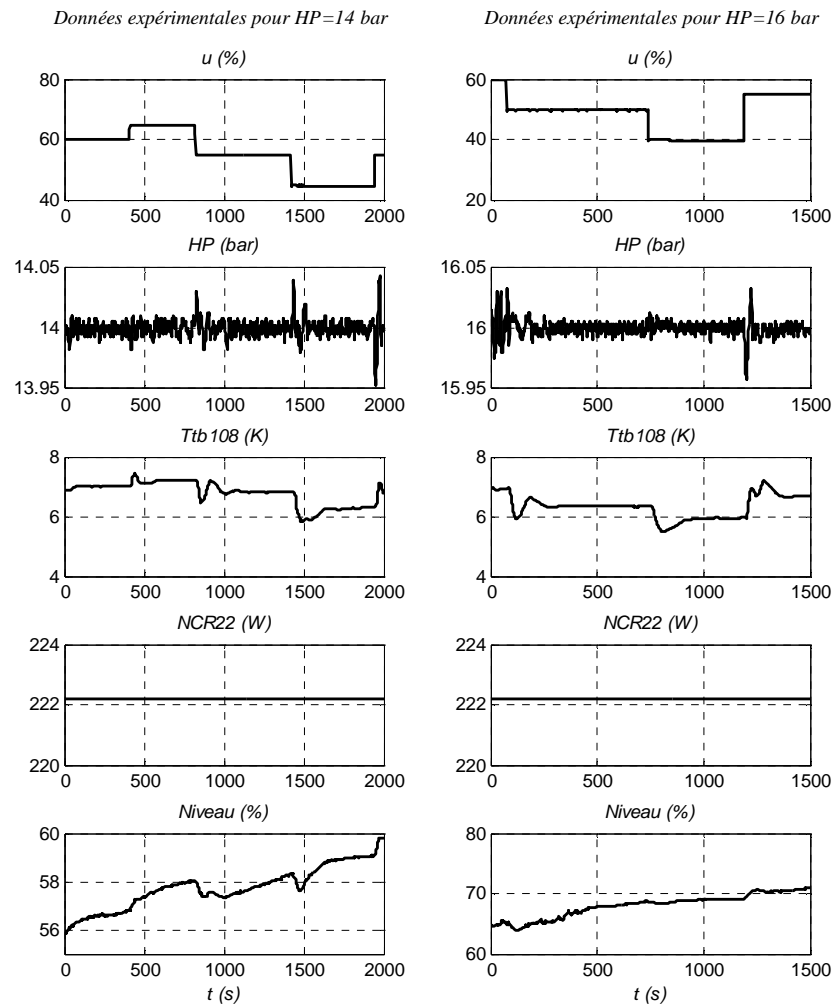 Données expérimentales pour HP=14 bar
u (%)
80
60
40
0 500 1000 1500 2000
HP (bar)
14.05
14
13.95
0 500 1000 1500 2000
Ttb108 (K)
8
6
4
0 500 1000 1500 2000
NCR22 (W)
224
222
220
0 500 1000 1500 2000
Niveau (%)
60
58
56
0 500 1000 1500 2000
t (s)
Données expérimentales pour HP=16 bar
u (%)
60
40
20
0 500 1000 1500
HP (bar)
16.05
16
15.95
0 500 1000 1500
Ttb108 (K)
8
6
4
0 500 1000 1500
NCR22 (W)
224
222
220
0 500 1000 1500
Niveau (%)
80
70
60
0 500 1000 1500
t (s)